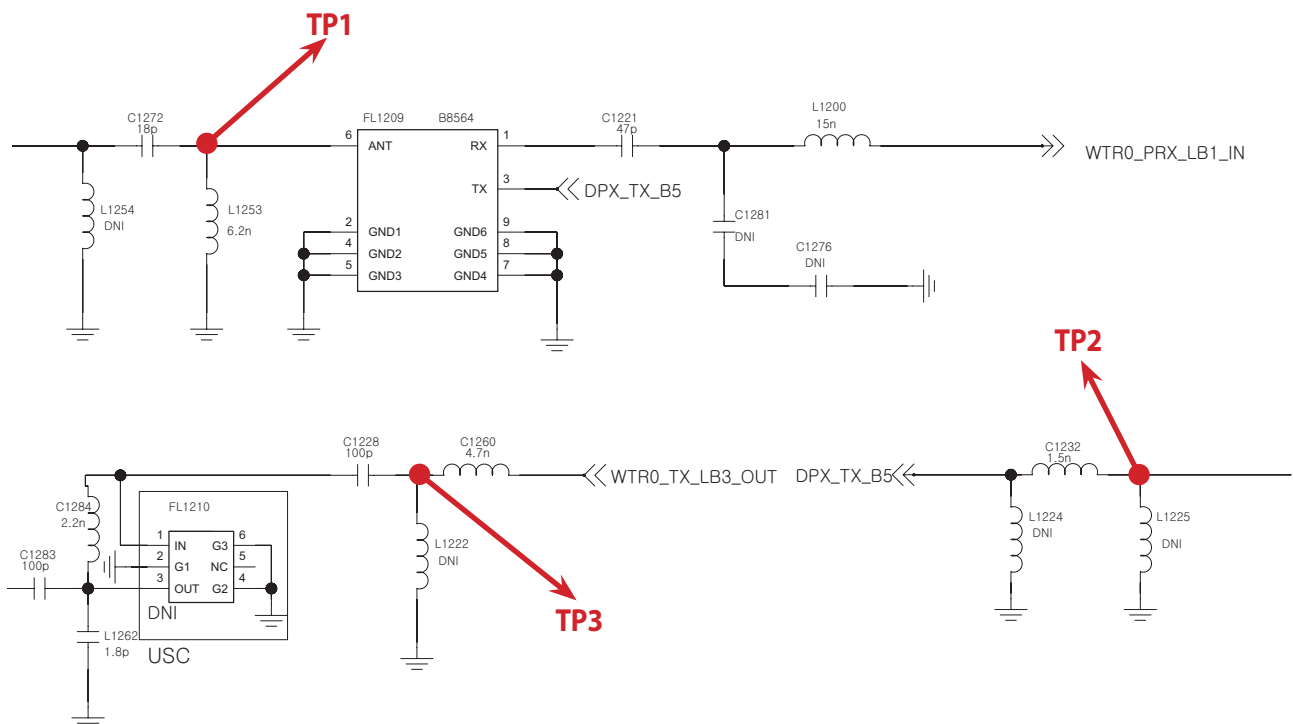 TP1
C1272
18p
FL1209 B8564
C1221
47p
L1200
15n
6 ANT RX 1
WTR0_PRX_LB1_IN
TX 3 DPX_TX_B5
L1254
DNI
L1253
6.2n
2 GND1 GND6 9
4 GND2 GND5 8
5 GND3 GND4 7
C1281
DNI
C1276
DNI
TP2
C1228
100p
C1260
4.7n
WTR0_TX_LB3_OUT
DPX_TX_B5
C1232
1.5n
C1284
2.2n
FL1210
1 IN G3 6
2 G1 NC 5
3 OUT G2 4
DNI
USC
C1283
100p
L1262
1.8p
L1222
DNI
TP3
L1224
DNI
L1225
DNI